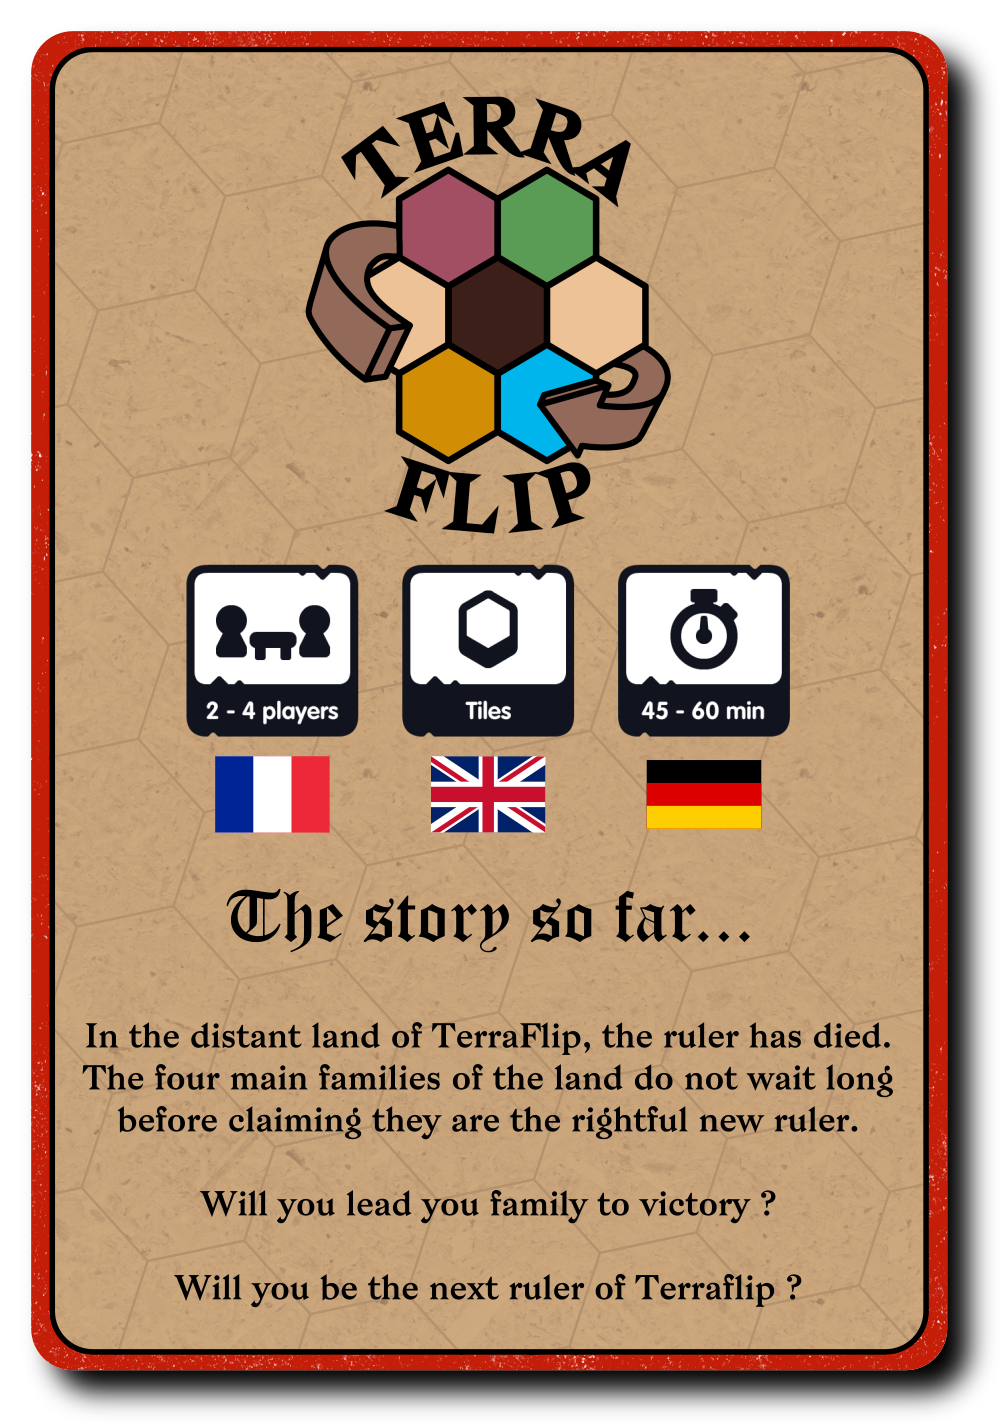 TERRA
FLIP
2 - 4 players
Tiles
45 - 60 min
The story so far...
In the distant land of TerraFlip, the ruler has died.
The four main families of the land do not wait long
before claiming they are the rightful new ruler.
Will you lead you family to victory ?
Will you be the next ruler of Terraflip ?